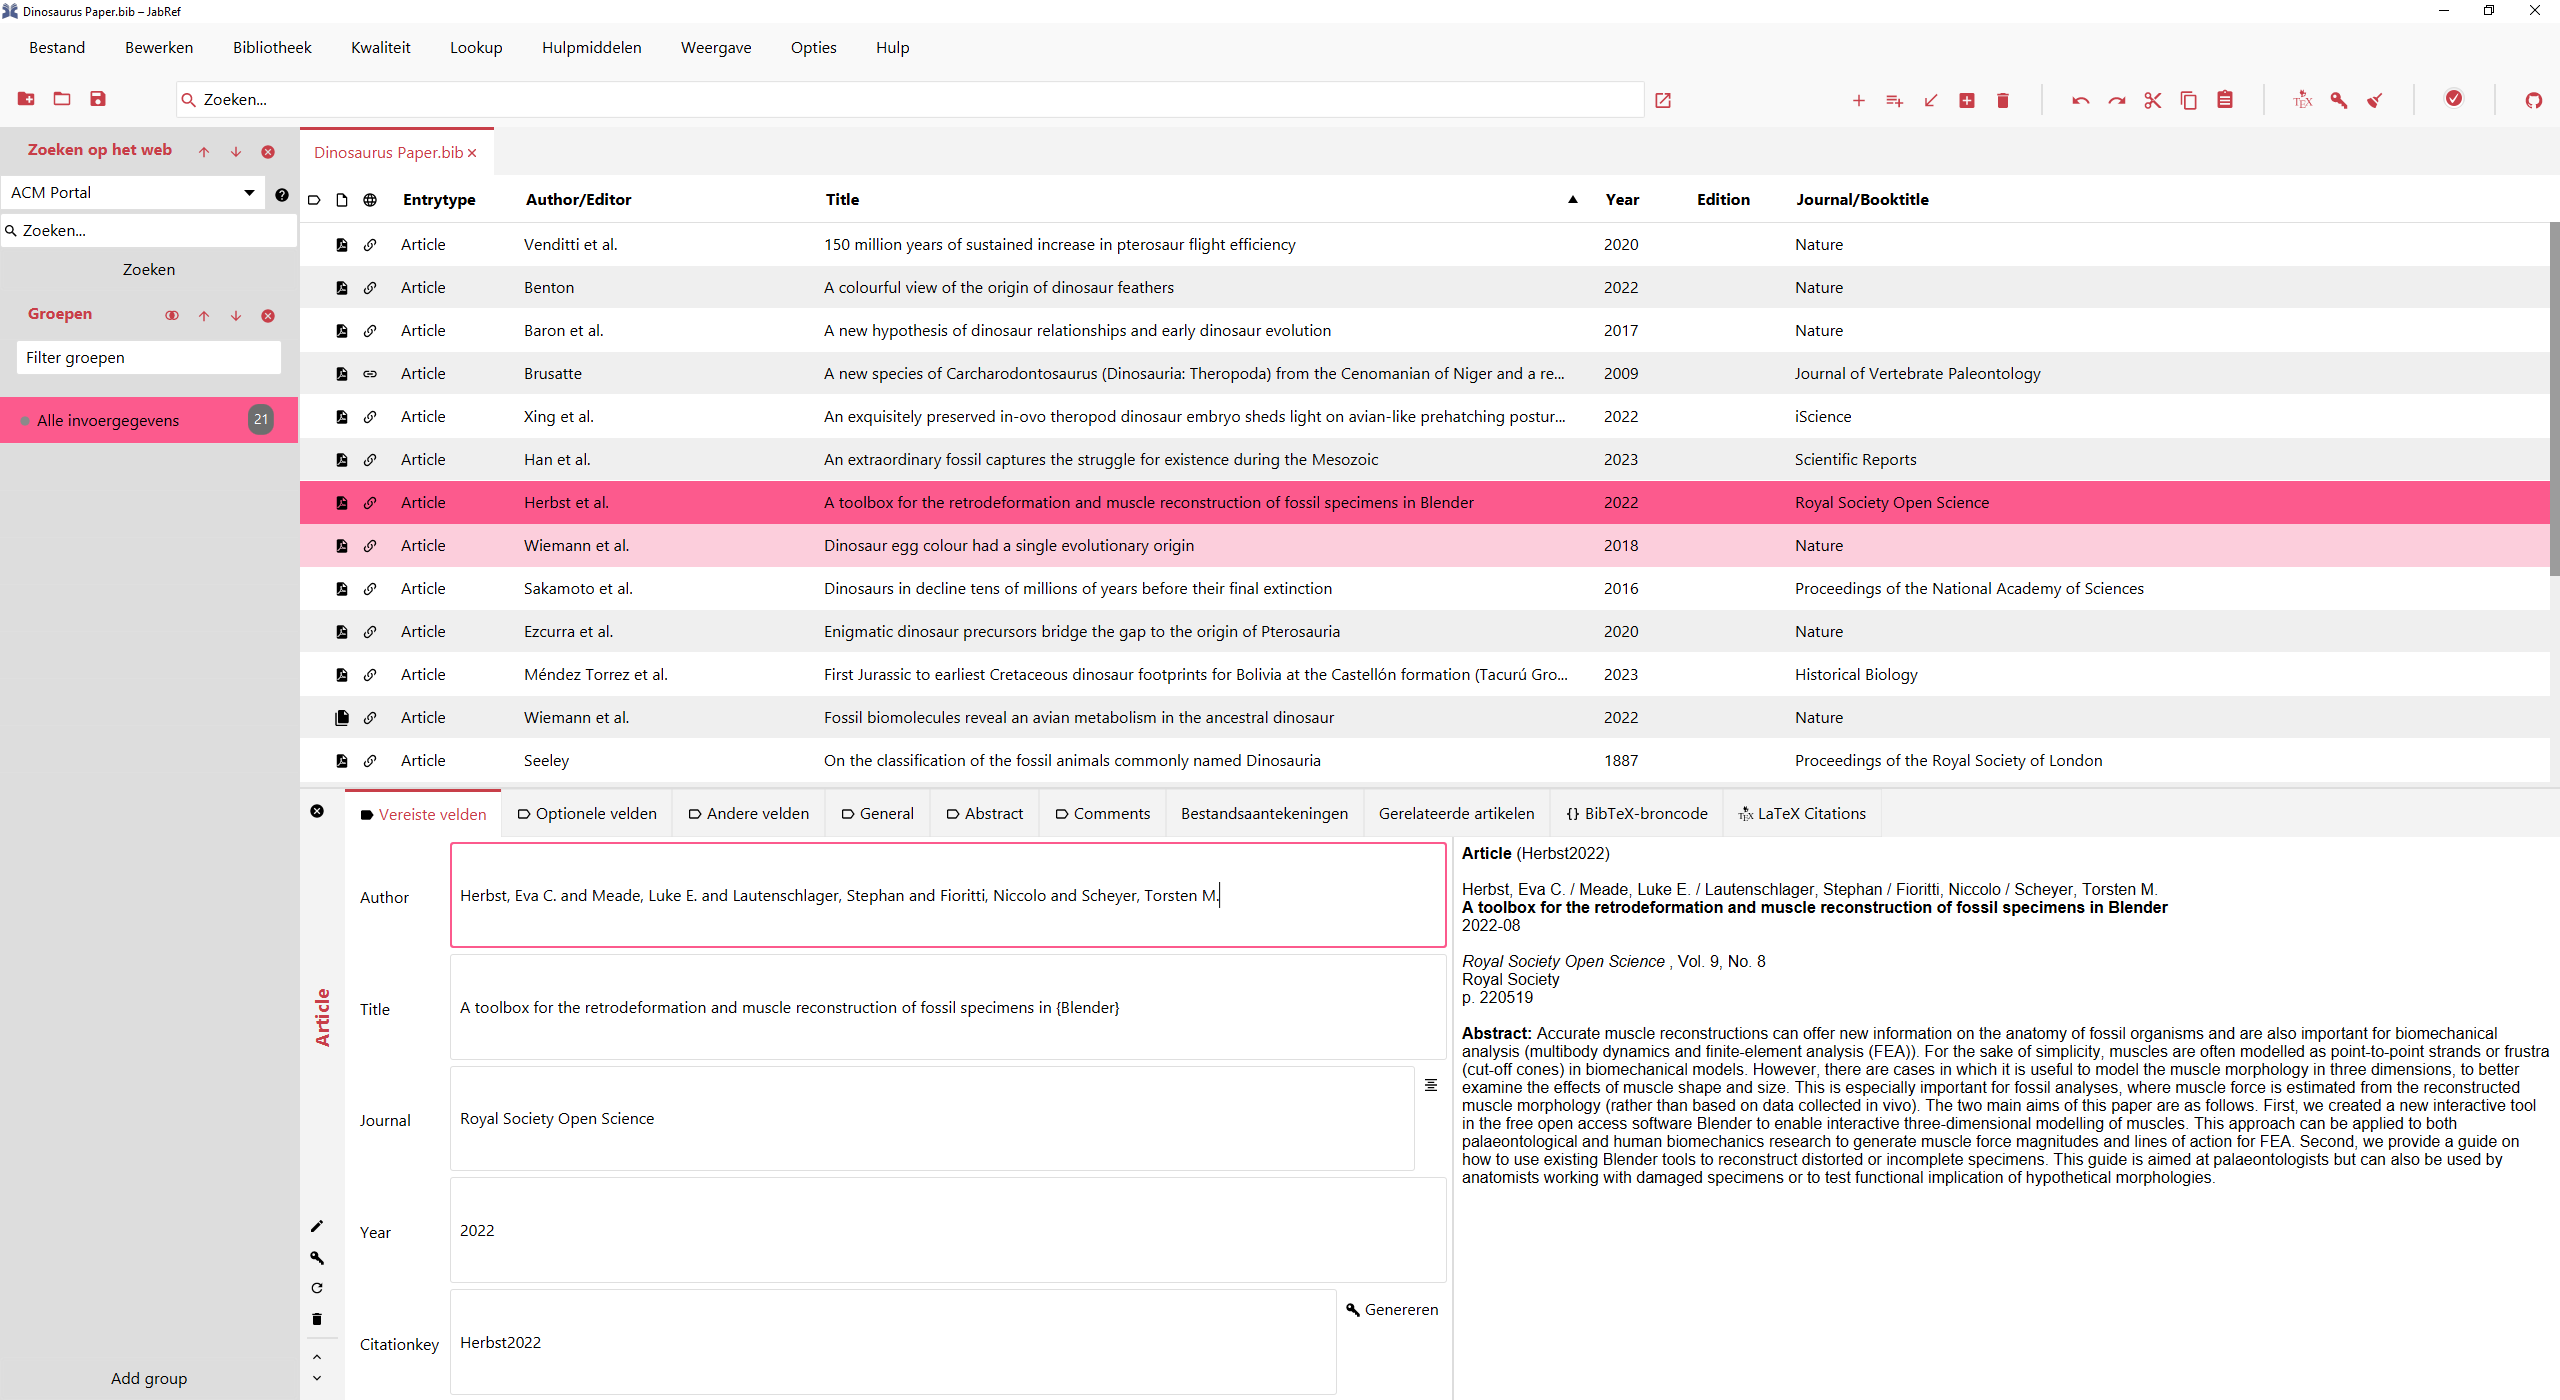 Dinosaurus Paper.bib – JabRef
Bestand Bewerken Bibliotheek Kwaliteit Lookup Hulpmiddelen Weergave Opties Hulp
Zoeken...
Zoeken op het web
ACM Portal
Zoeken...
Zoeken
Groepen
Filter groepen
Alle invoergegevens 21
Add group
Dinosaurus Paper.bib
Entrytype Author/Editor Title Year Edition Journal/Booktitle
Article Venditti et al. 150 million years of sustained increase in pterosaur flight efficiency 2020 Nature
Article Benton A colourful view of the origin of dinosaur feathers 2022 Nature
Article Baron et al. A new hypothesis of dinosaur relationships and early dinosaur evolution 2017 Nature
Article Brusatte A new species of Carcharodontosaurus (Dinosauria: Theropoda) from the Cenomanian of Niger and a re... 2009 Journal of Vertebrate Paleontology
Article Xing et al. An exquisitely preserved in-ovo theropod dinosaur embryo sheds light on avian-like prehatching postur... 2022 iScience
Article Han et al. An extraordinary fossil captures the struggle for existence during the Mesozoic 2023 Scientific Reports
Article Herbst et al. A toolbox for the retrodeformation and muscle reconstruction of fossil specimens in Blender 2022 Royal Society Open Science
Article Wiemann et al. Dinosaur egg colour had a single evolutionary origin 2018 Nature
Article Sakamoto et al. Dinosaurs in decline tens of millions of years before their final extinction 2016 Proceedings of the National Academy of Sciences
Article Ezcurra et al. Enigmatic dinosaur precursors bridge the gap to the origin of Pterosauria 2020 Nature
Article Méndez Torrez et al. First Jurassic to earliest Cretaceous dinosaur footprints for Bolivia at the Castellón formation (Tacurú Gro... 2023 Historical Biology
Article Wiemann et al. Fossil biomolecules reveal an avian metabolism in the ancestral dinosaur 2022 Nature
Article Seeley On the classification of the fossil animals commonly named Dinosauria 1887 Proceedings of the Royal Society of London
Vereiste velden Optionele velden Andere velden General Abstract Comments Bestandsaantekeningen Gerelateerde artikelen {} BibTeX-broncode TEX LaTeX Citations
Article
Author Herbst, Eva C. and Meade, Luke E. and Lautenschlager, Stephan and Fioritti, Niccolo and Scheyer, Torsten M.
Title A toolbox for the retrodeformation and muscle reconstruction of fossil specimens in {Blender}
Journal Royal Society Open Science
Year 2022
Citationkey Herbst2022 Genereren
Article (Herbst2022)
Herbst, Eva C. / Meade, Luke E. / Lautenschlager, Stephan / Fioritti, Niccolo / Scheyer, Torsten M.
A toolbox for the retrodeformation and muscle reconstruction of fossil specimens in Blender
2022-08
Royal Society Open Science , Vol. 9, No. 8
Royal Society
p. 220519
Abstract: Accurate muscle reconstructions can offer new information on the anatomy of fossil organisms and are also important for biomechanical
analysis (multibody dynamics and finite-element analysis (FEA)). For the sake of simplicity, muscles are often modelled as point-to-point strands or frustra
(cut-off cones) in biomechanical models. However, there are cases in which it is useful to model the muscle morphology in three dimensions, to better
examine the effects of muscle shape and size. This is especially important for fossil analyses, where muscle force is estimated from the reconstructed
muscle morphology (rather than based on data collected in vivo). The two main aims of this paper are as follows. First, we created a new interactive tool
in the free open access software Blender to enable interactive three-dimensional modelling of muscles. This approach can be applied to both
palaeontological and human biomechanics research to generate muscle force magnitudes and lines of action for FEA. Second, we provide a guide on
how to use existing Blender tools to reconstruct distorted or incomplete specimens. This guide is aimed at palaeontologists but can also be used by
anatomists working with damaged specimens or to test functional implication of hypothetical morphologies.